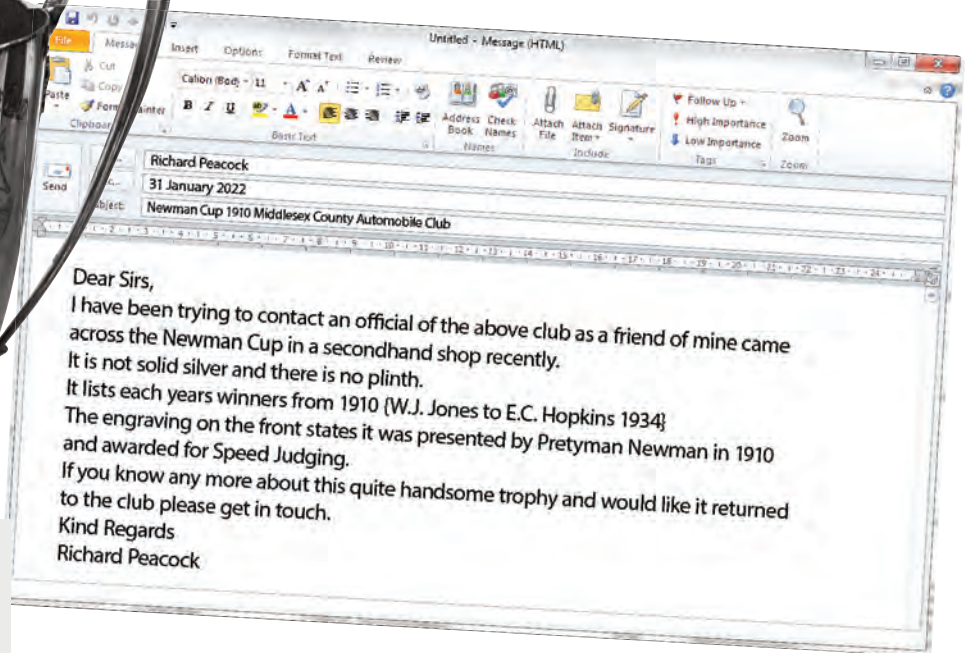 Untitled - Message (HTML)
File Messa Insert Options Format Text Review
Cut
Copy
Paste
Form ainter
Clipboar
Calibri (Body) 11
B I U
Basic Text
Address Book
Check Names
Names
Attach File
Attach Item
Signature
Include
Follow Up
High Importance
Low Importance
Tags
Zoom
Zoom
Send
Richard Peacock
31 January 2022
bject:
Newman Cup 1910 Middlesex County Automobile Club
Dear Sirs,
I have been trying to contact an official of the above club as a friend of mine came
across the Newman Cup in a secondhand shop recently.
It is not solid silver and there is no plinth.
It lists each years winners from 1910 (W.J. Jones to E.C. Hopkins 1934}
The engraving on the front states it was presented by Pretyman Newman in 1910
and awarded for Speed Judging.
If you know any more about this quite handsome trophy and would like it returned
to the club please get in touch.
Kind Regards
Richard Peacock